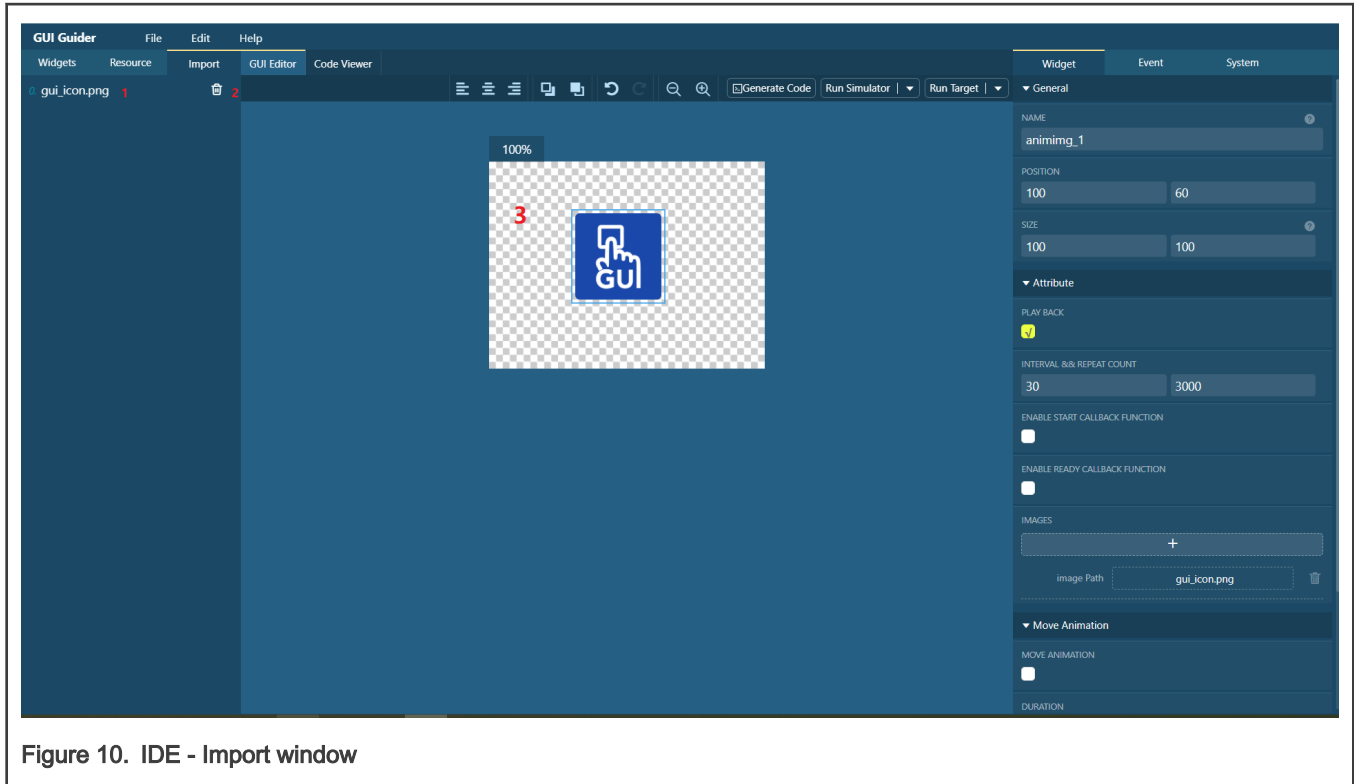 GUI Guider File Edit Help
Widgets Resource Import GUI Editor Code Viewer Widget Event System
0. gui_icon.png 1 2
Generate Code Run Simulator | Run Target |
General
NAME
animimg_1
100%
POSITION
100 60
3
SIZE
100 100
GUI
Attribute
PLAY BACK
INTERVAL && REPEAT COUNT
30 3000
ENABLE START CALLBACK FUNCTION
ENABLE READY CALLBACK FUNCTION
IMAGES
+
image Path gui_icon.png
Move Animation
MOVE ANIMATION
DURATION
Figure 10. IDE - Import window